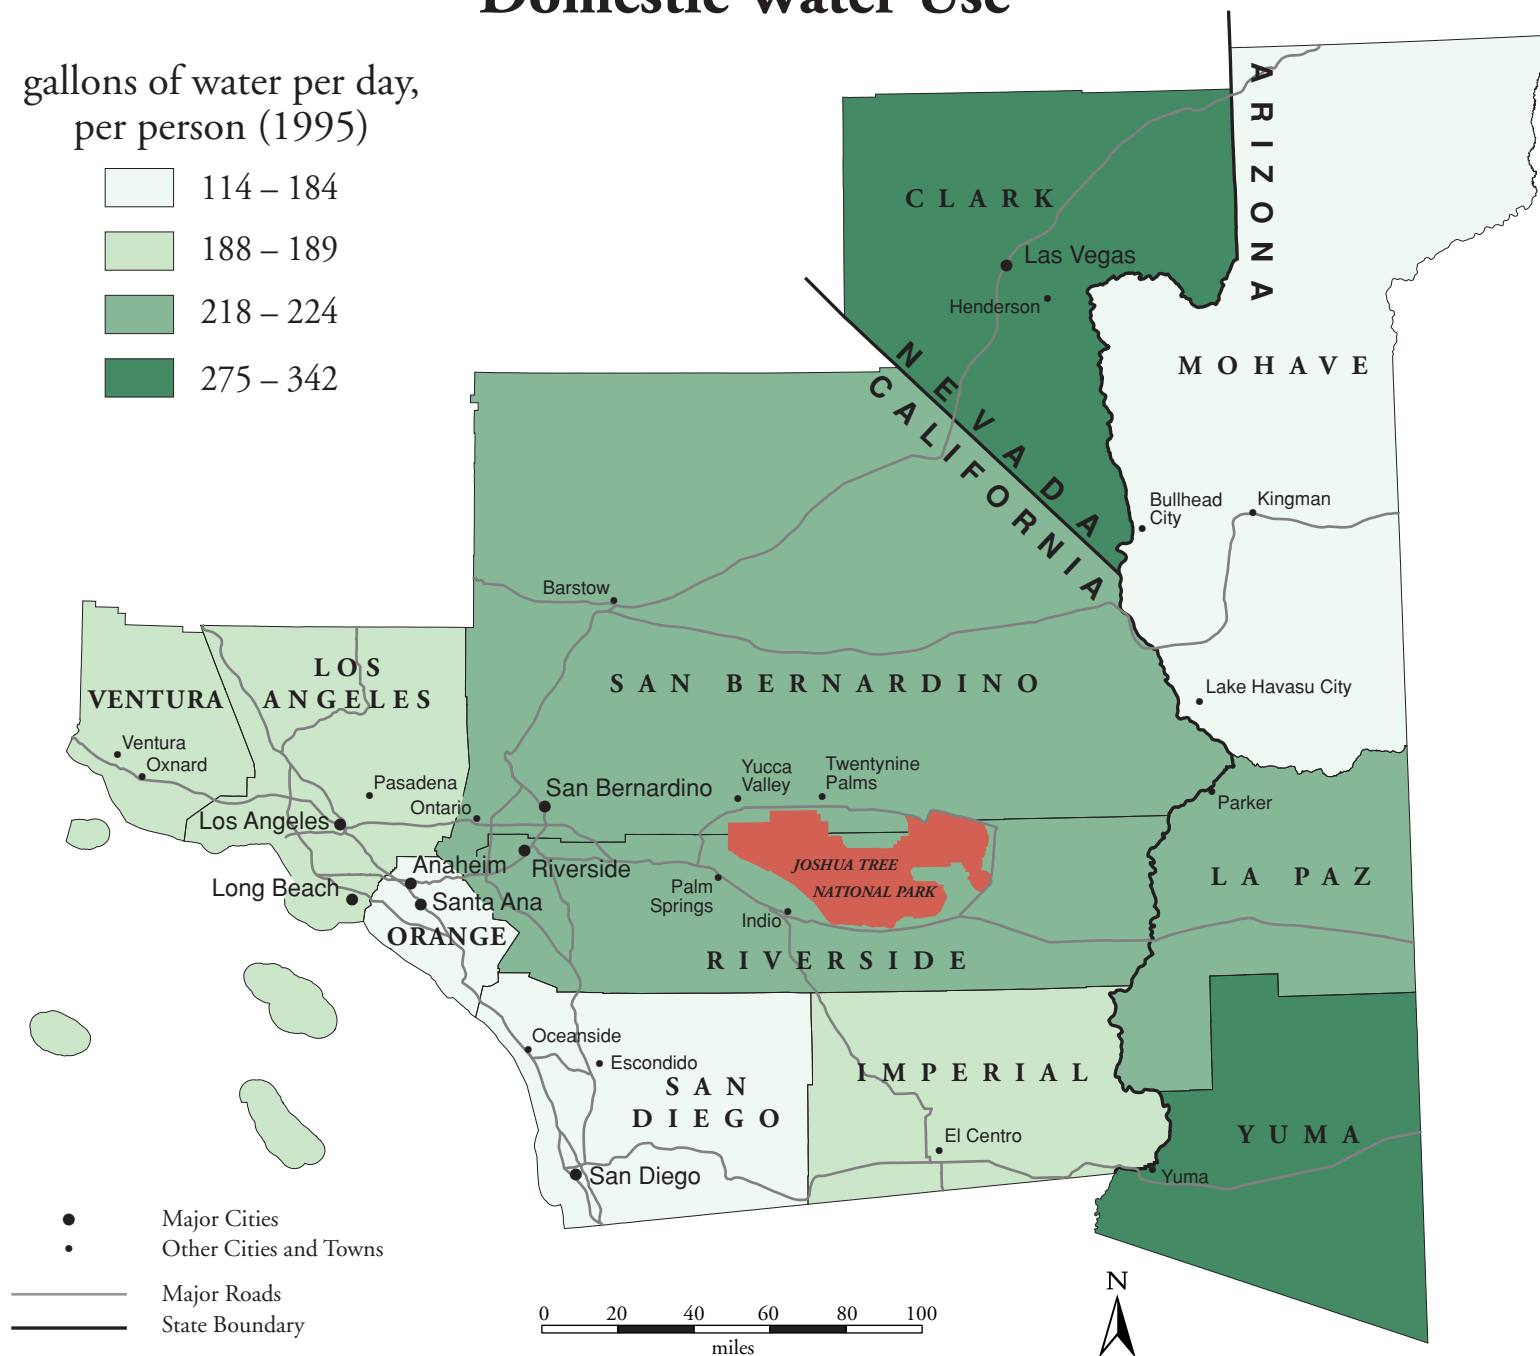 Domestic Water Use
gallons of water per day,
per person (1995)
114 – 184
188 – 189
218 – 224
275 – 342
ARIZONA
CLARK
Las Vegas
Henderson
NEVADA
CALIFORNIA
MOHAVE
Bullhead
City
Kingman
Barstow
LOS
ANGELES
VENTURA
SAN BERNARDINO
Lake Havasu City
Ventura
Oxnard
Pasadena
Ontario
San Bernardino
Yucca
Valley
Twentynine
Palms
Parker
Los Angeles
Anaheim
Riverside
JOSHUA TREE
NATIONAL PARK
LA PAZ
Long Beach
Santa Ana
Palm
Springs
Indio
ORANGE
RIVERSIDE
Oceanside
Escondido
SAN
DIEGO
IMPERIAL
El Centro
YUMA
San Diego
Yuma
Major Cities
Other Cities and Towns
Major Roads
State Boundary
0 20 40 60 80 100
miles
N